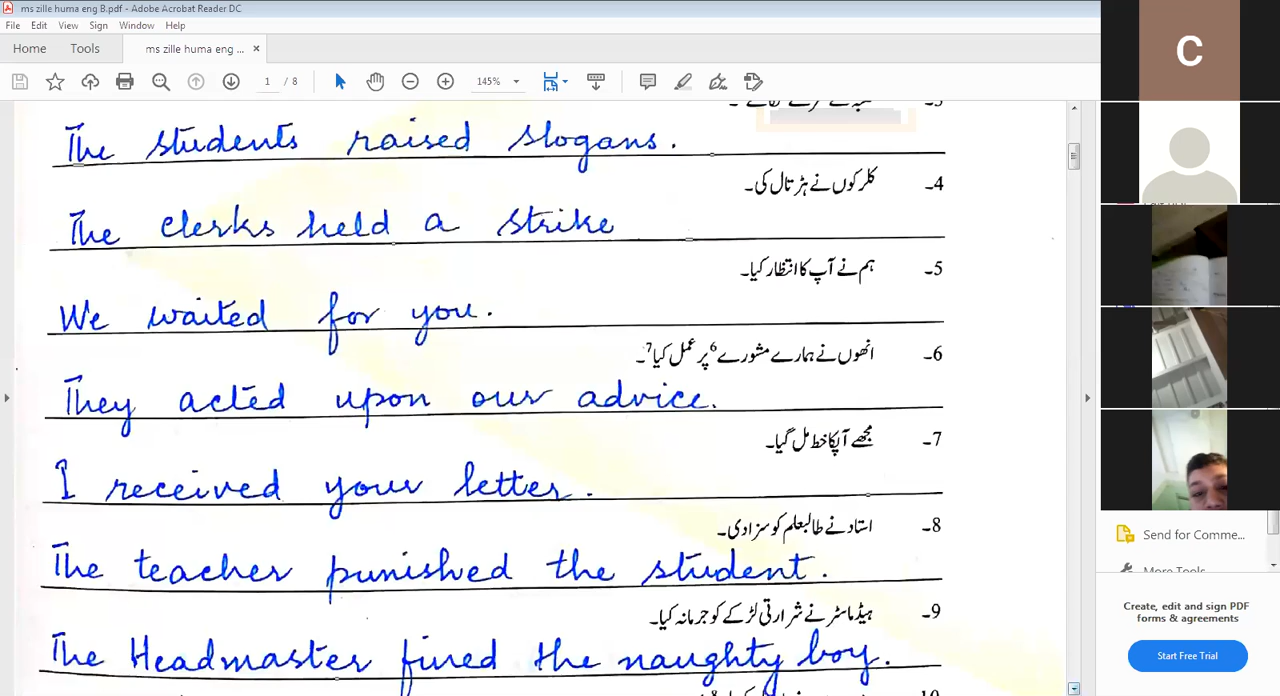 ms zille huma eng B.pdf - Adobe Acrobat Reader DC
File Edit View Sign Window Help
Home Tools ms zille huma eng ... ×
1 / 8 145%
The students raised slogans.
4- کلرکوں نے ہڑتال کی۔
The clerks held a strike
5- ہم نے آپ کا انتظار کیا۔
We waited for you.
6- انھوں نے ہمارے مشورے6 پر عمل کیا7۔
They acted upon our advice.
7- مجھے آپکا خط مل گیا۔
I received your letter.
8- استاد نے طالبعلم کو سزا دی۔
The teacher punished the student.
9- ہیڈ ماسٹر نے شرارتی لڑکے کو جرمانہ کیا۔
The Headmaster fined the naughty boy.
C
Send for Comme...
More Tools
Create, edit and sign PDF
forms & agreements
Start Free Trial